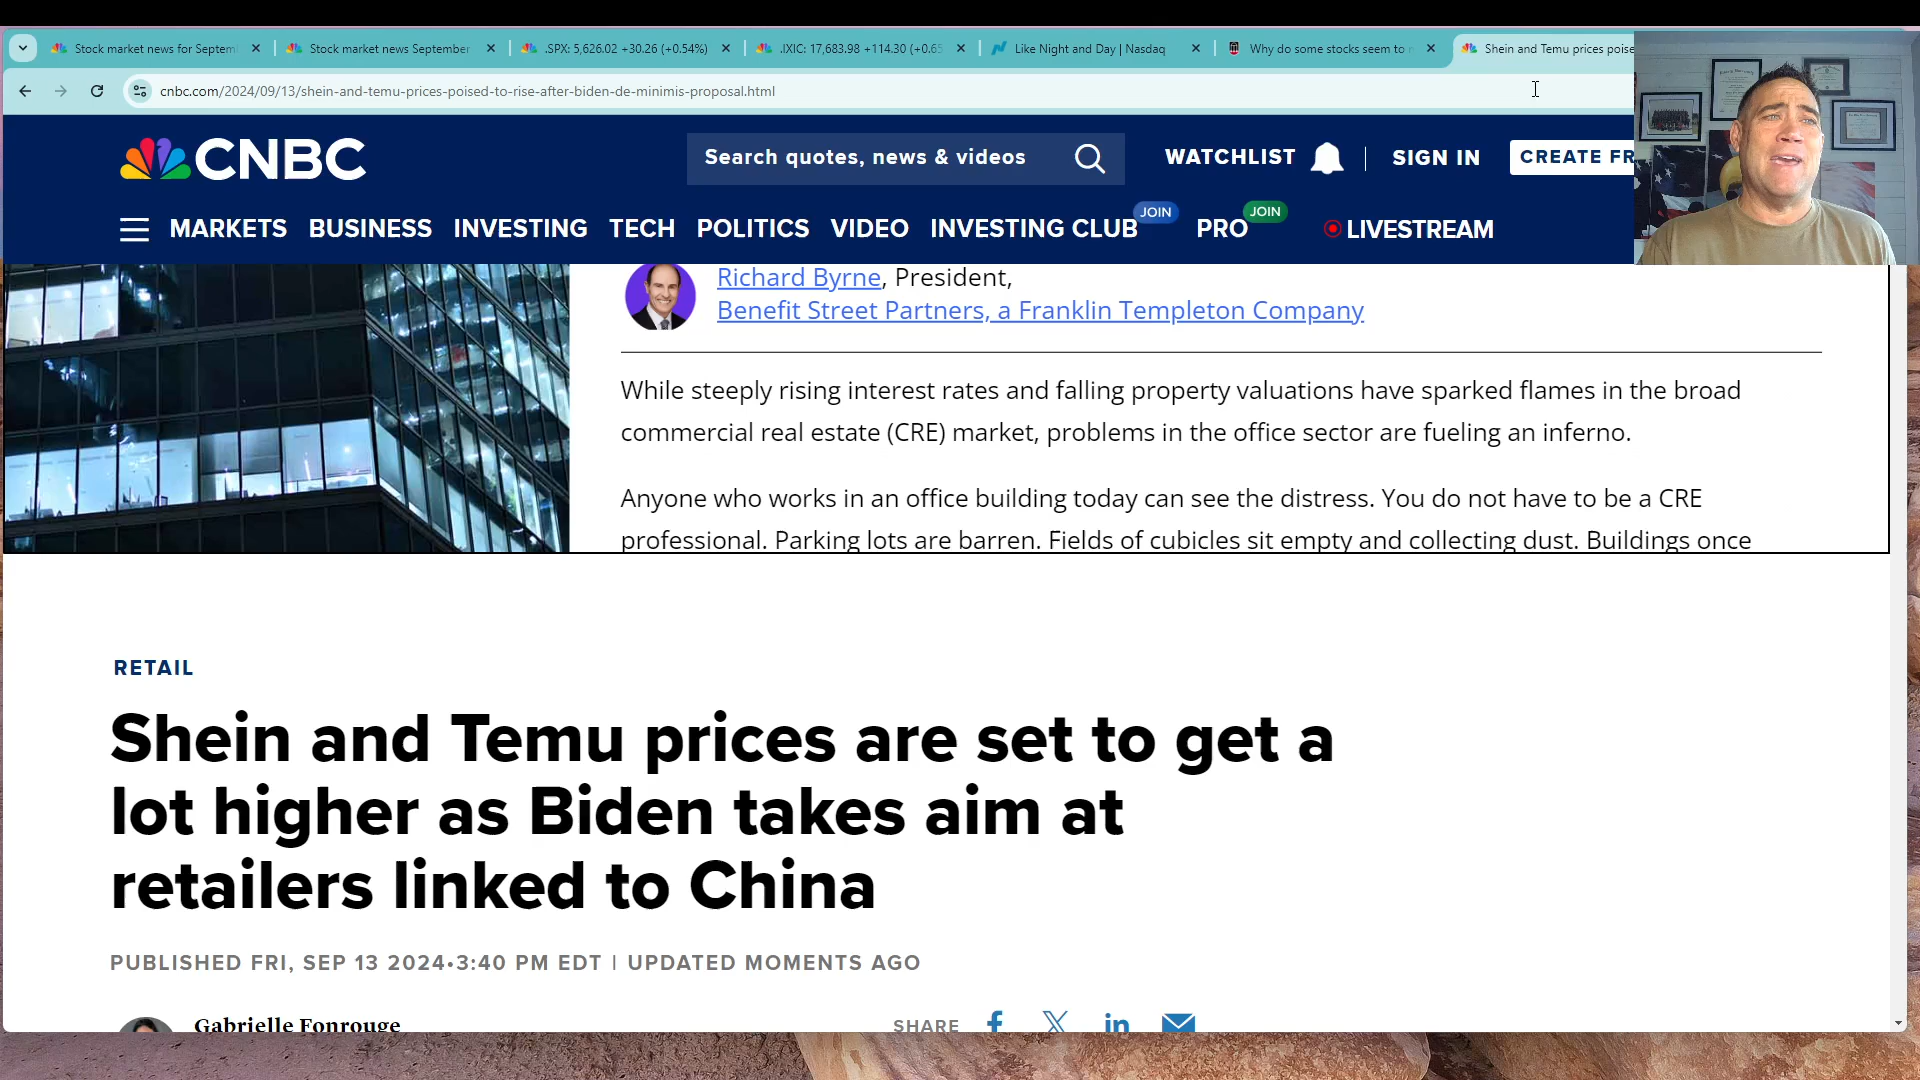 Stock market news for Septem
Stock market news September
.SPX: 5,626.02 +30.26 (+0.54%)
.IXIC: 17,683.98 +114.30 (+0.65
Like Night and Day | Nasdaq
Why do some stocks seem to
Shein and Temu prices poise
cnbc.com/2024/09/13/shein-and-temu-prices-poised-to-rise-after-biden-de-minimis-proposal.html
CNBC
Search quotes, news & videos
WATCHLIST
SIGN IN
CREATE FR
MARKETS
BUSINESS
INVESTING
TECH
POLITICS
VIDEO
INVESTING CLUB
JOIN
PRO
JOIN
LIVESTREAM
Richard Byrne, President,
Benefit Street Partners, a Franklin Templeton Company
While steeply rising interest rates and falling property valuations have sparked flames in the broad
commercial real estate (CRE) market, problems in the office sector are fueling an inferno.
Anyone who works in an office building today can see the distress. You do not have to be a CRE
professional. Parking lots are barren. Fields of cubicles sit empty and collecting dust. Buildings once
RETAIL
Shein and Temu prices are set to get a
lot higher as Biden takes aim at
retailers linked to China
PUBLISHED FRI, SEP 13 2024•3:40 PM EDT | UPDATED MOMENTS AGO
Gabrielle Fonrouge
SHARE